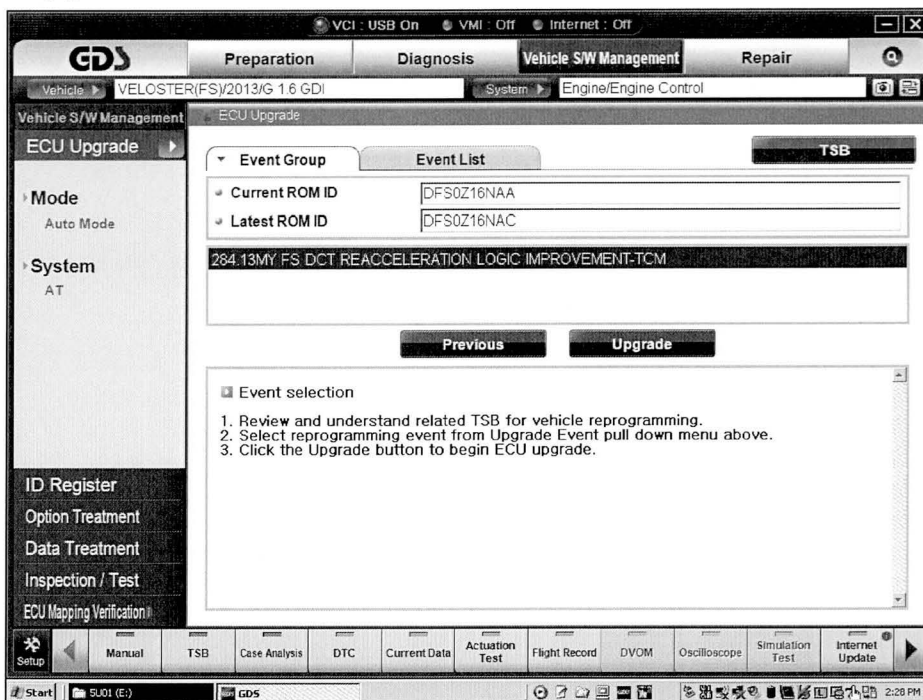 VCI : USB On VMI : Off Internet : Off
GDS Preparation Diagnosis Vehicle S/W Management Repair
Vehicle VELOSTER(FS)/2013/G 1.6 GDI System Engine/Engine Control
Vehicle S/W Management
ECU Upgrade
ECU Upgrade
Event Group Event List TSB
Mode
Auto Mode
System
AT
Current ROM ID DFS0Z16NAA
Latest ROM ID DFS0Z16NAC
284.13MY FS DCT REACCELERATION LOGIC IMPROVEMENT-TCM
Previous Upgrade
Event selection
1. Review and understand related TSB for vehicle reprogramming.
2. Select reprogramming event from Upgrade Event pull down menu above.
3. Click the Upgrade button to begin ECU upgrade.
ID Register
Option Treatment
Data Treatment
Inspection / Test
ECU Mapping Verification
Setup Manual TSB Case Analysis DTC Current Data Actuation Test Flight Record DVOM Oscilloscope Simulation Test Internet Update
Start SU01 (E:) GDS 2:28 PM